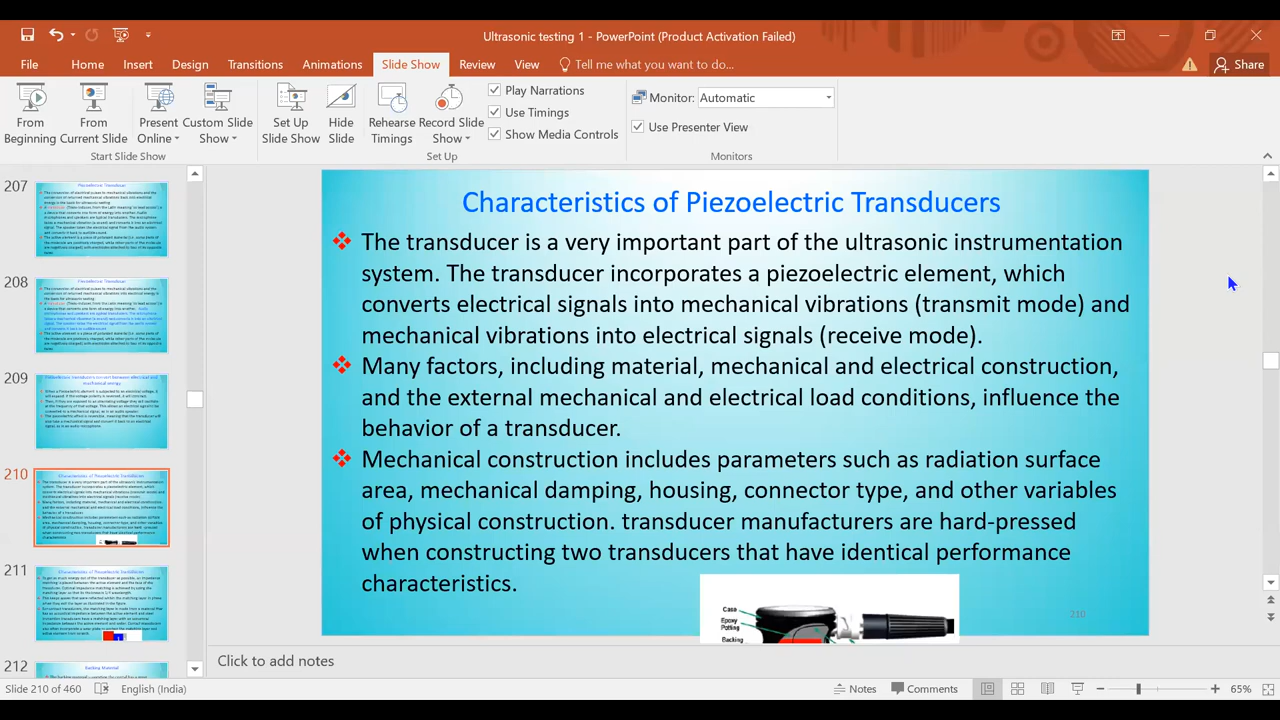 Ultrasonic testing 1 - PowerPoint (Product Activation Failed)
File Home Insert Design Transitions Animations Slide Show Review View Tell me what you want to do... Share
From Beginning
From Current Slide
Present Online
Custom Slide Show
Start Slide Show
Set Up Slide Show
Hide Slide
Rehearse Timings
Record Slide Show
Play Narrations
Use Timings
Show Media Controls
Set Up
Monitor: Automatic
Use Presenter View
Monitors
207
208
209
210
211
212
Characteristics of Piezoelectric Transducers
The transducer is a very important part of the ultrasonic instrumentation
system. The transducer incorporates a piezoelectric element, which
converts electrical signals into mechanical vibrations (transmit mode) and
mechanical vibrations into electrical signals (receive mode).
Many factors, including material, mechanical and electrical construction,
and the external mechanical and electrical load conditions, influence the
behavior of a transducer.
Mechanical construction includes parameters such as radiation surface
area, mechanical damping, housing, connector type, and other variables
of physical construction. transducer manufacturers are hard-pressed
when constructing two transducers that have identical performance
characteristics.
Case
Epoxy
Potting
Backing
210
Click to add notes
Slide 210 of 460 English (India) Notes Comments 65%